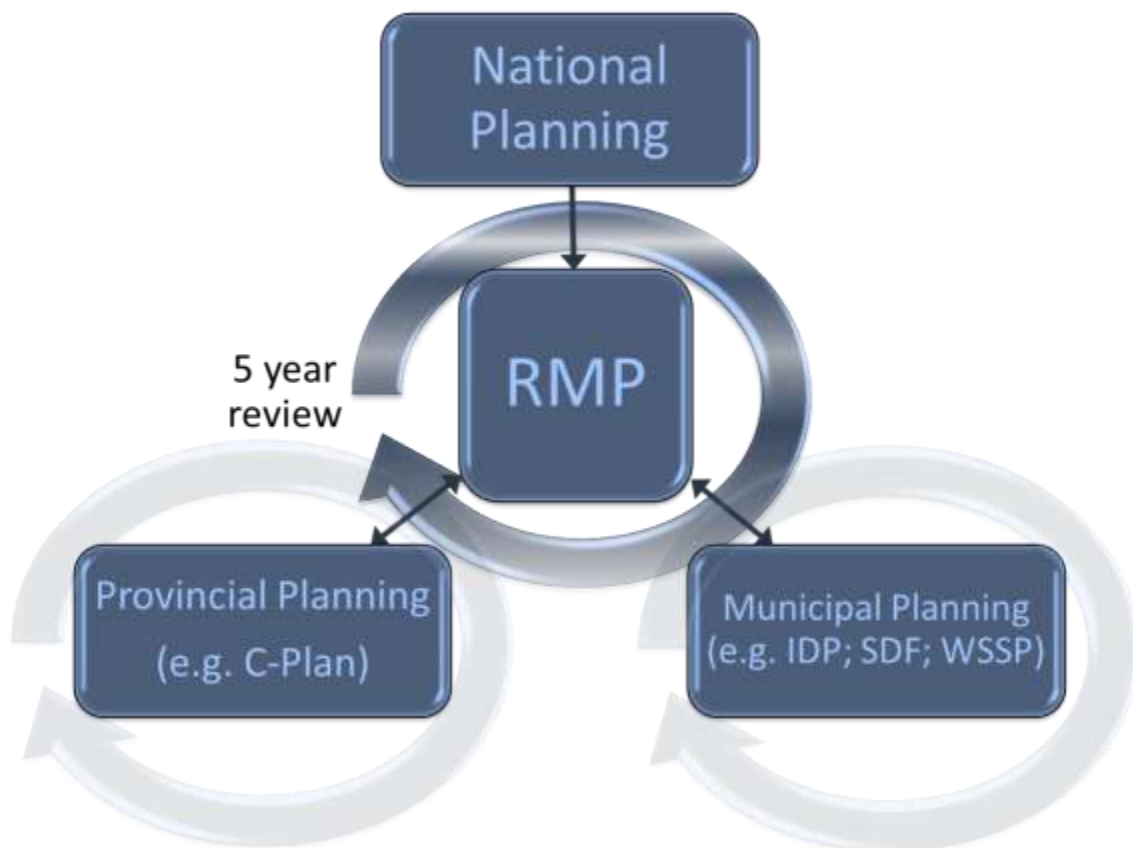 National
Planning
RMP
5 year
review
Provincial Planning
(e.g. C-Plan)
Municipal Planning
(e.g. IDP; SDF; WSSP)